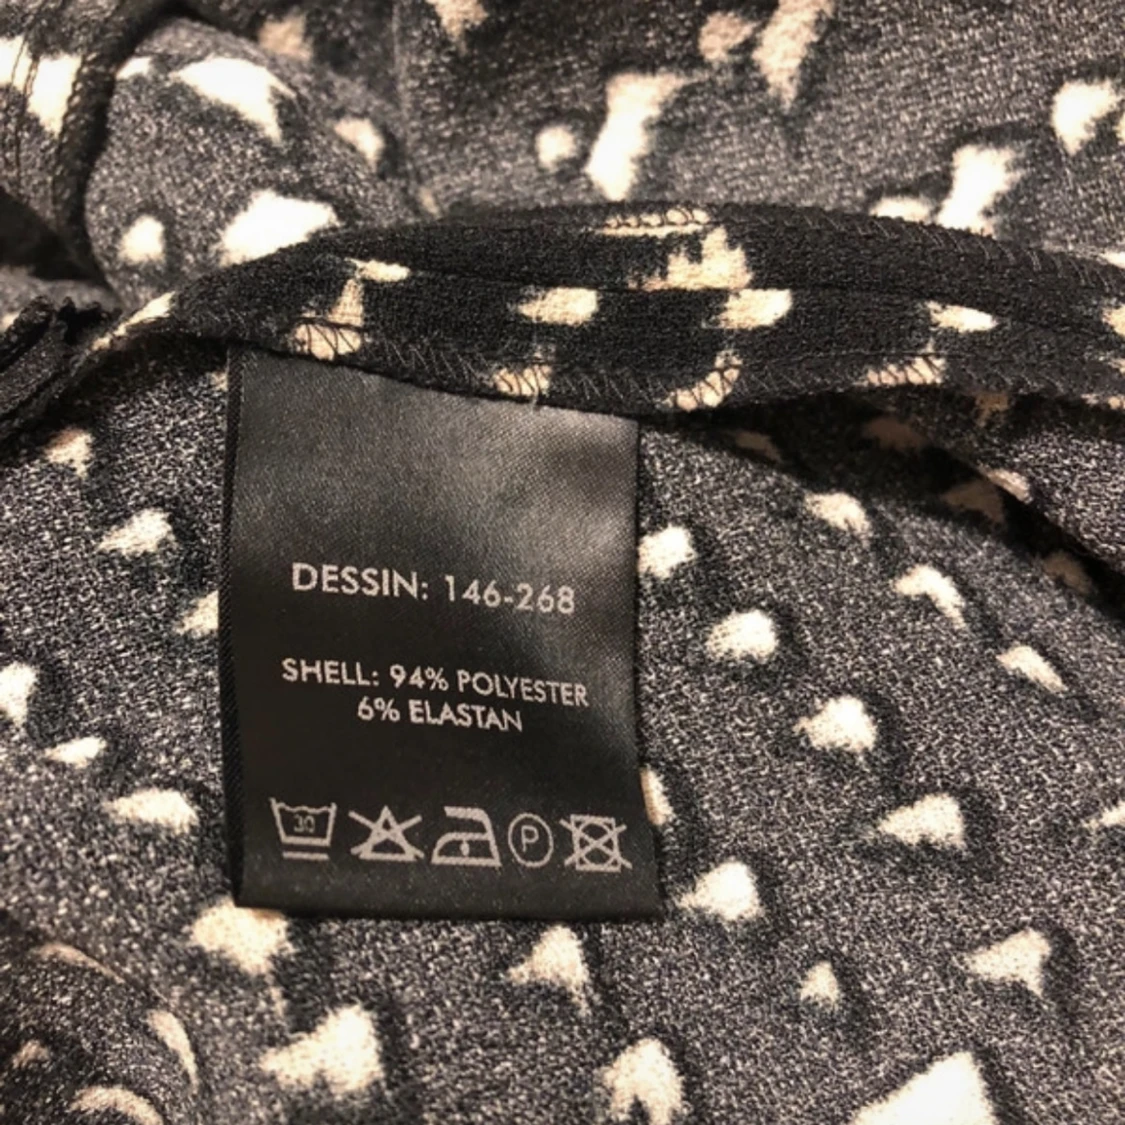 DESSIN: 146-268
SHELL: 94% POLYESTER
6% ELASTAN
30 P